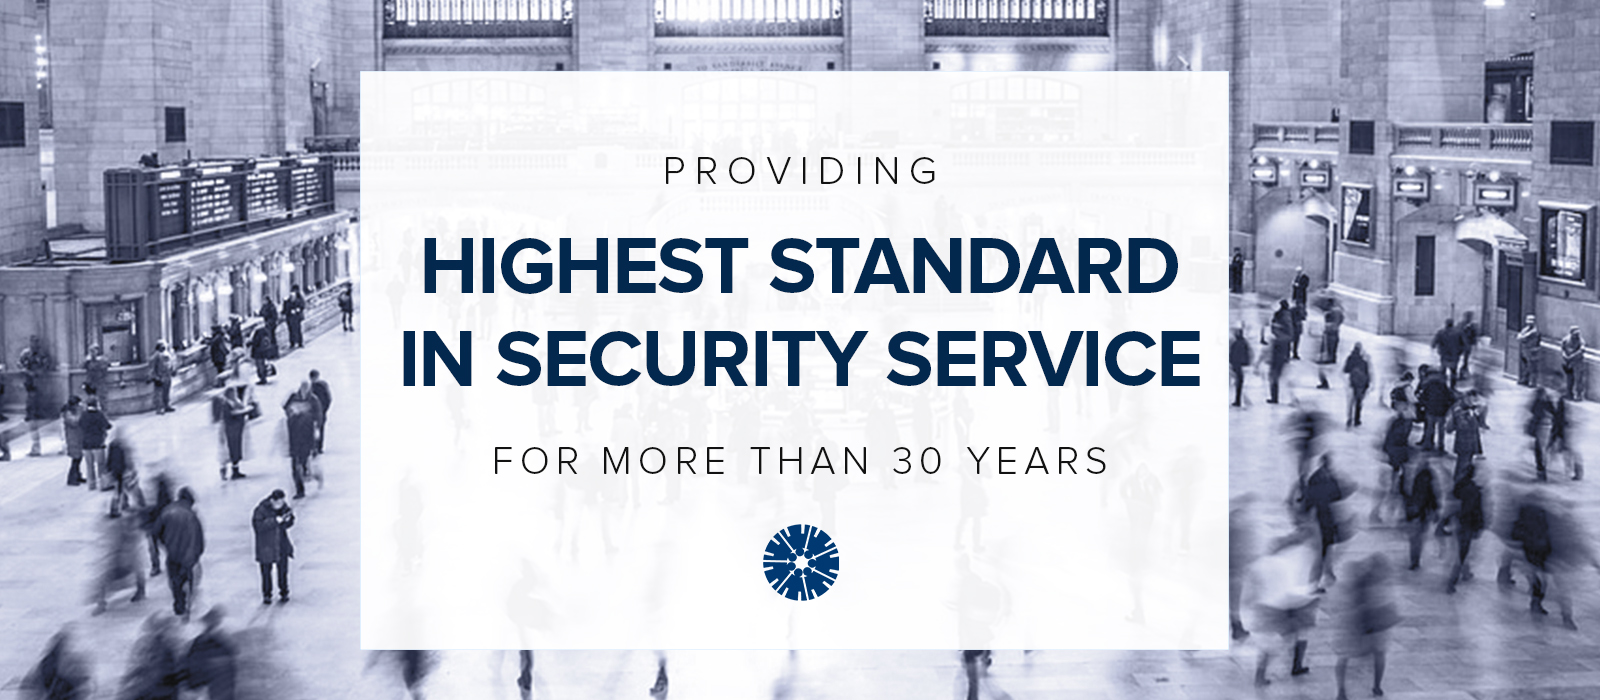 PROVIDING
HIGHEST STANDARD
IN SECURITY SERVICE
FOR MORE THAN 30 YEARS